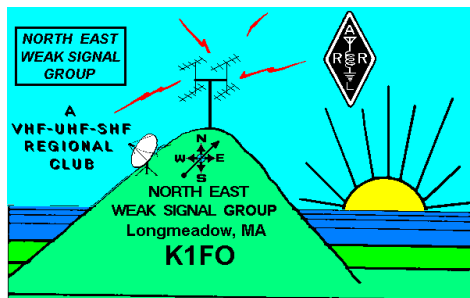 NORTH EAST
WEAK SIGNAL
GROUP
A
VHF-UHF-SHF
REGIONAL
CLUB
A
R R
L
N
W E
S
NORTH EAST
WEAK SIGNAL GROUP
Longmeadow, MA
K1FO